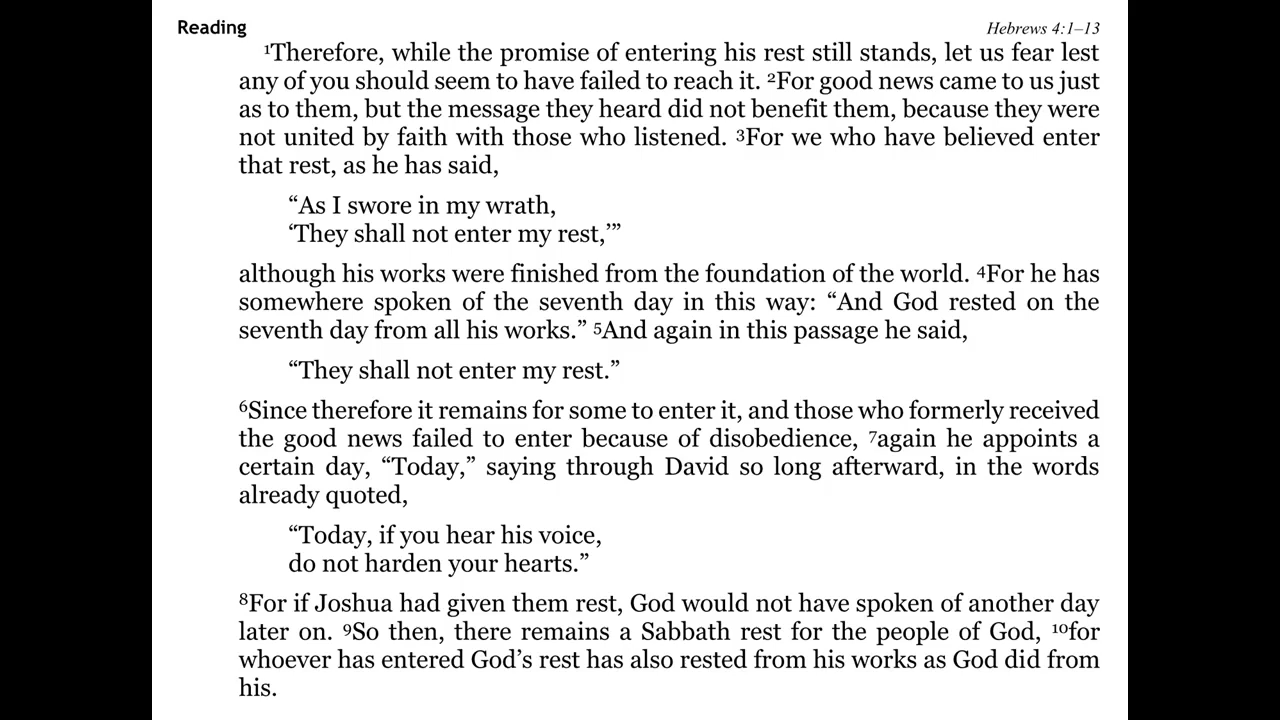 Reading
Hebrews 4:1–13
¹Therefore, while the promise of entering his rest still stands, let us fear lest
any of you should seem to have failed to reach it. ²For good news came to us just
as to them, but the message they heard did not benefit them, because they were
not united by faith with those who listened. ³For we who have believed enter
that rest, as he has said,
“As I swore in my wrath,
‘They shall not enter my rest,’”
although his works were finished from the foundation of the world. ⁴For he has
somewhere spoken of the seventh day in this way: “And God rested on the
seventh day from all his works.” ⁵And again in this passage he said,
“They shall not enter my rest.”
⁶Since therefore it remains for some to enter it, and those who formerly received
the good news failed to enter because of disobedience, ⁷again he appoints a
certain day, “Today,” saying through David so long afterward, in the words
already quoted,
“Today, if you hear his voice,
do not harden your hearts.”
⁸For if Joshua had given them rest, God would not have spoken of another day
later on. ⁹So then, there remains a Sabbath rest for the people of God, ¹⁰for
whoever has entered God’s rest has also rested from his works as God did from
his.